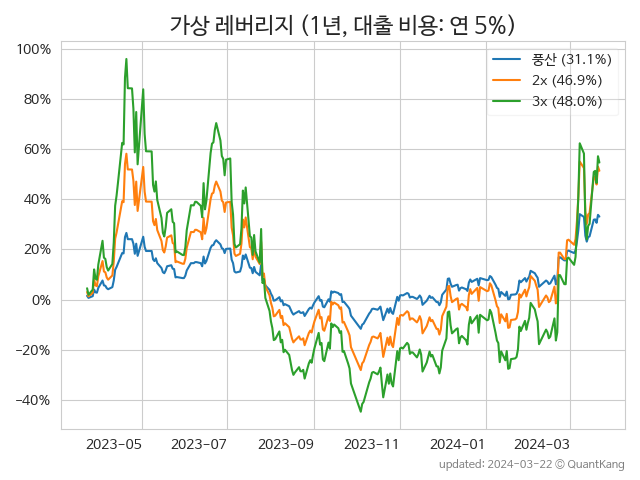 가상 레버리지 (1년, 대출 비용: 연 5%)
풍산 (31.1%)
2x (46.9%)
3x (48.0%)
100%
80%
60%
40%
20%
0%
−20%
−40%
2023-05
2023-07
2023-09
2023-11
2024-01
2024-03
updated: 2024-03-22 © QuantKang